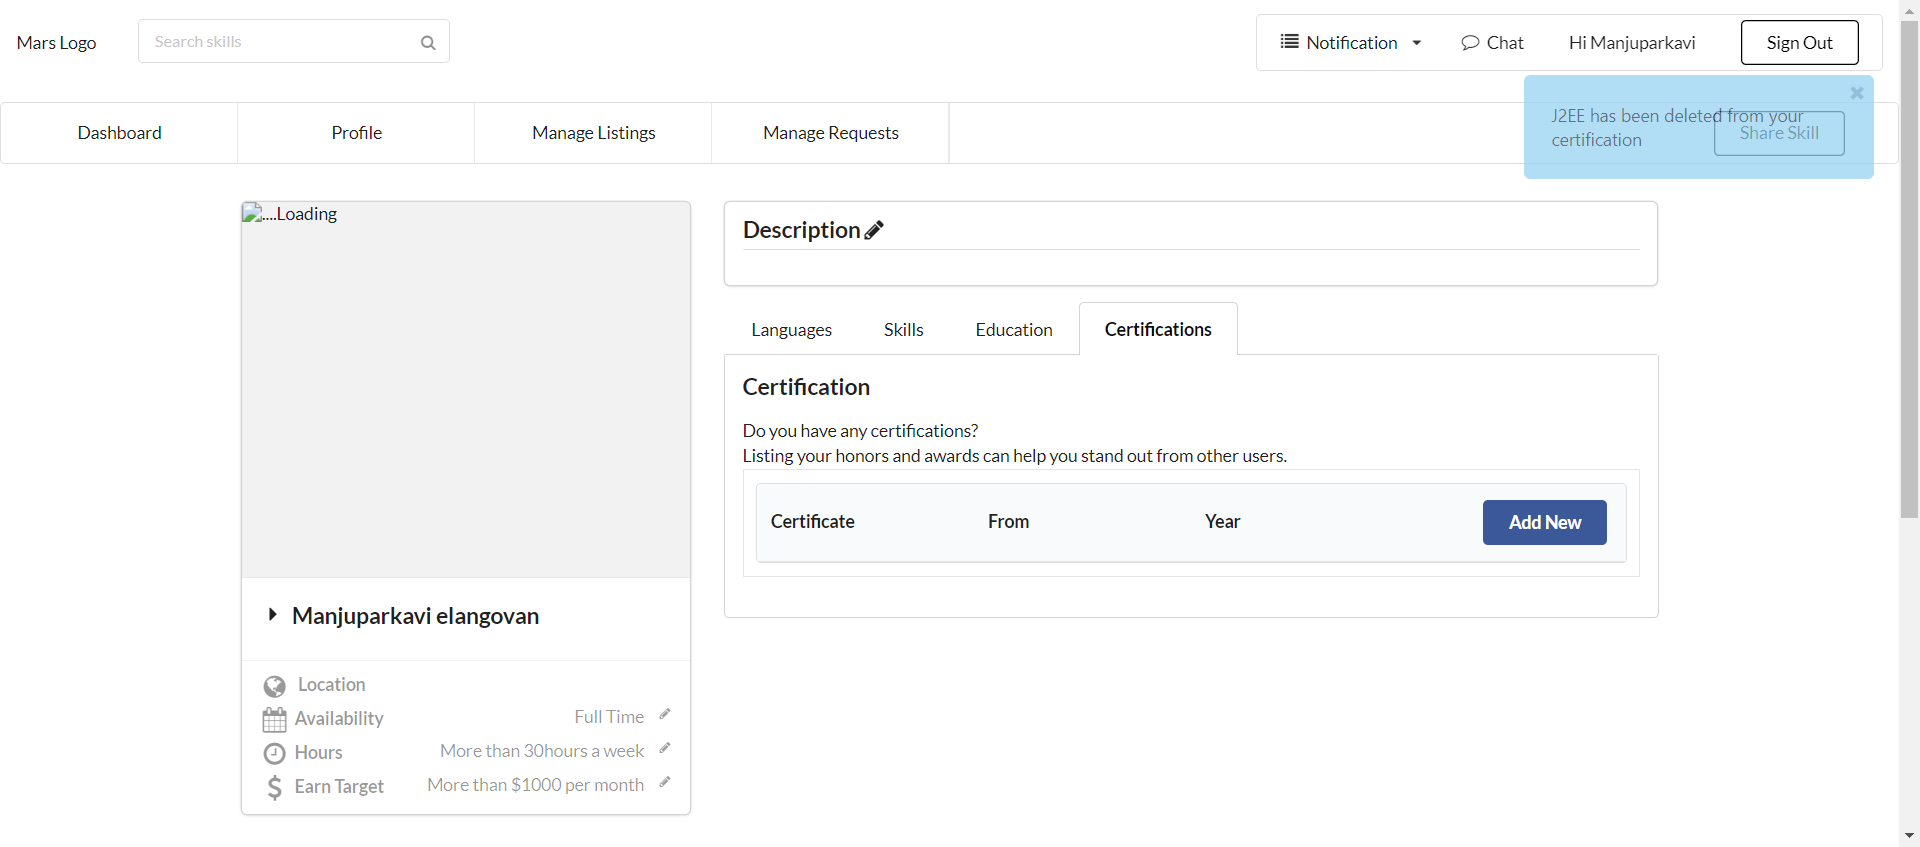 Mars Logo
Search skills
Notification
Chat
Hi Manjuparkavi
Sign Out
Dashboard
Profile
Manage Listings
Manage Requests
J2EE has been deleted from your
certification
Share Skill
....Loading
Description
Languages
Skills
Education
Certifications
Certification
Do you have any certifications?
Listing your honors and awards can help you stand out from other users.
Certificate
From
Year
Add New
Manjuparkavi elangovan
Location
Availability
Full Time
Hours
More than 30hours a week
Earn Target
More than $1000 per month